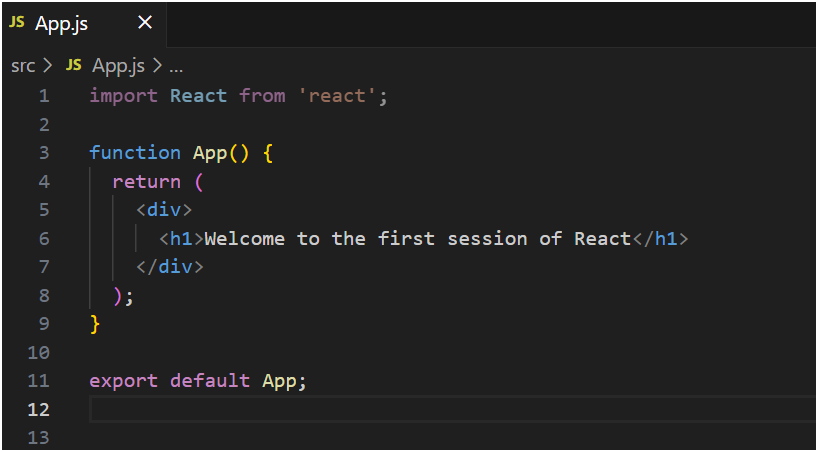 JS App.js ×
src > JS App.js > ...
1 import React from 'react';
2
3 function App() {
4   return (
5     <div>
6       <h1>Welcome to the first session of React</h1>
7     </div>
8   );
9 }
10
11 export default App;
12
13